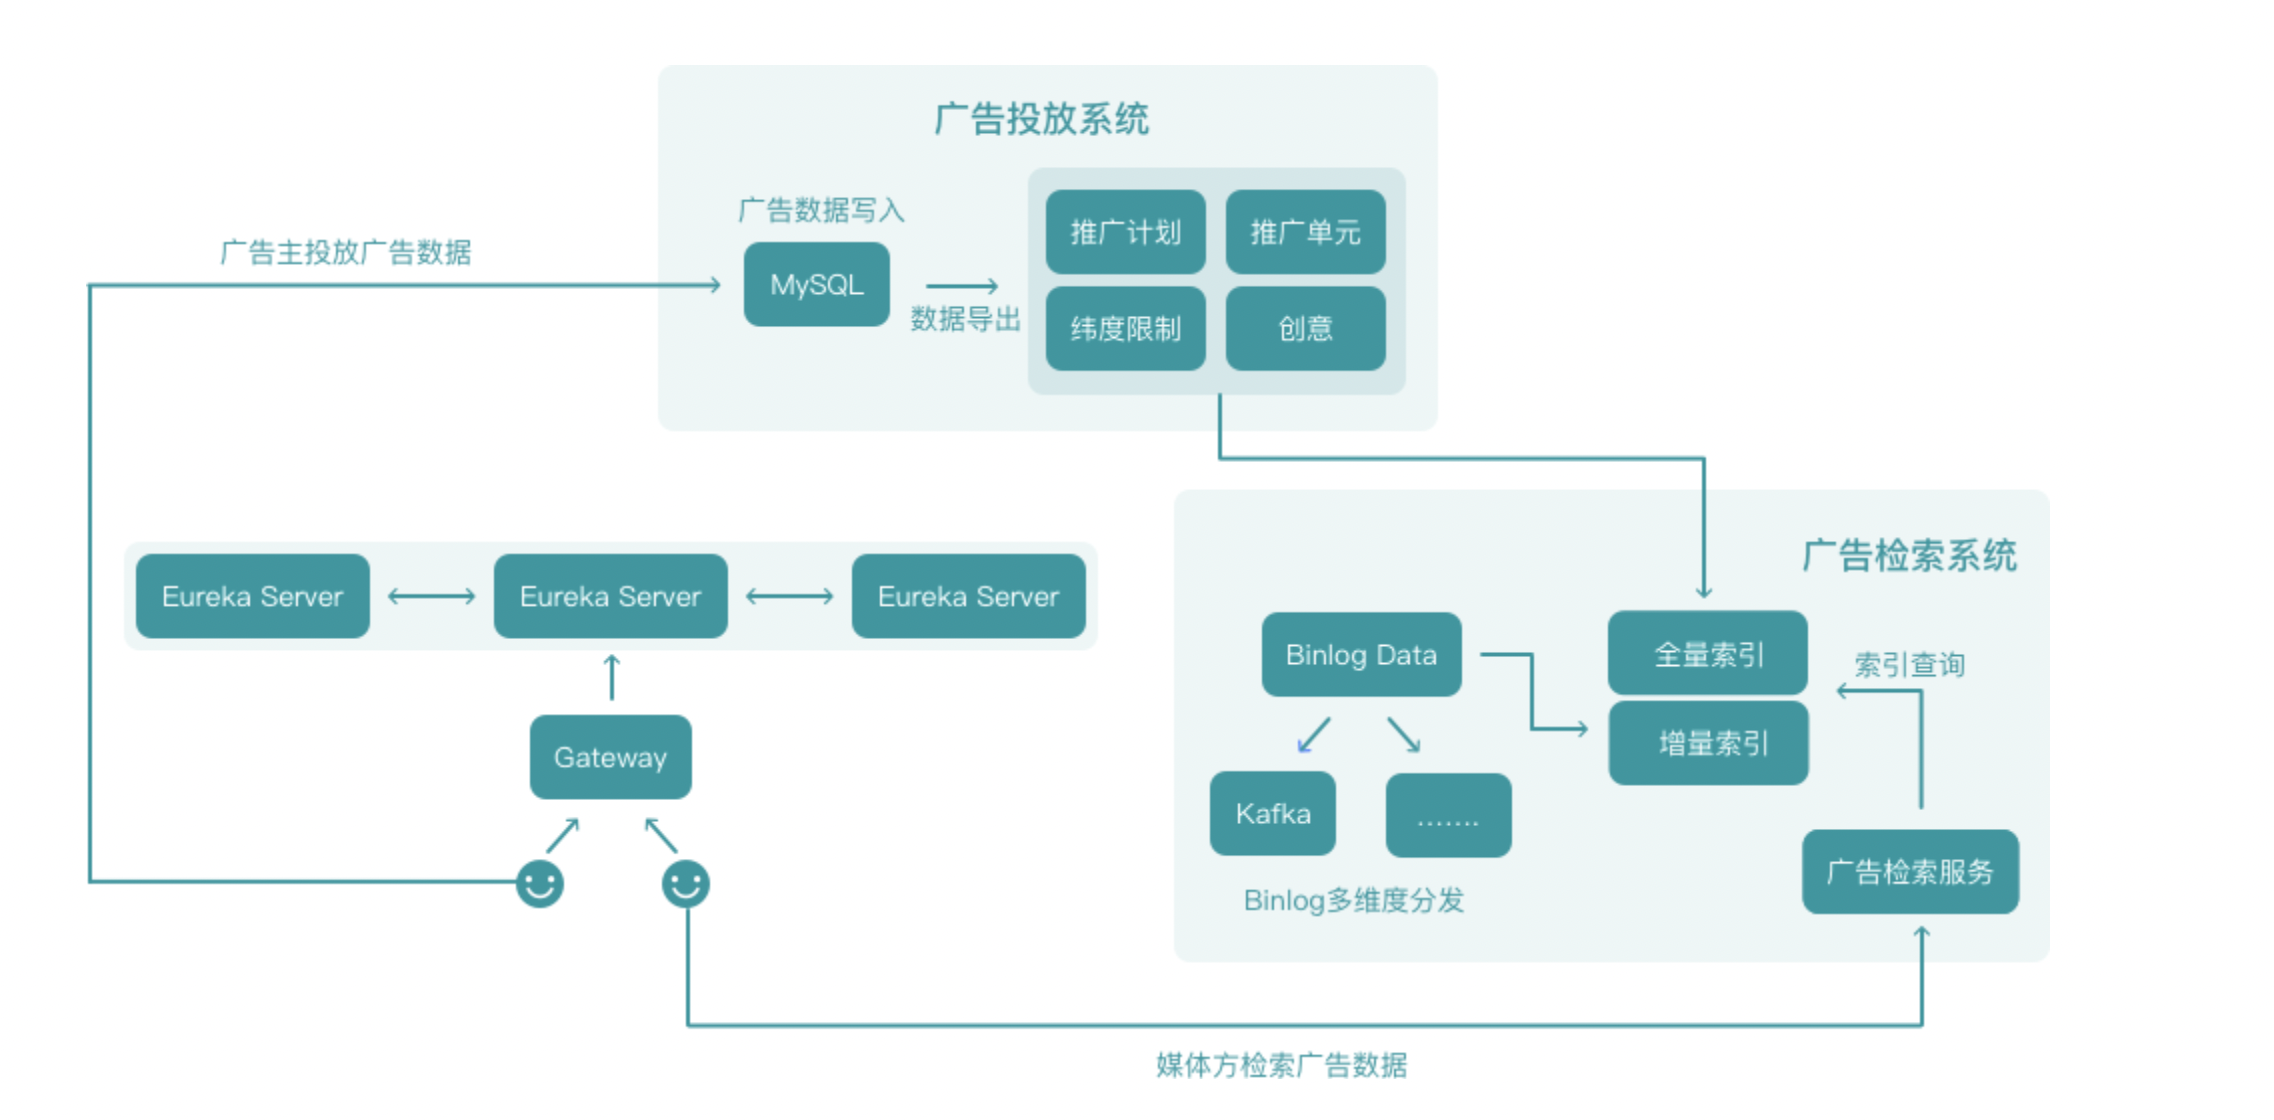 广告投放系统
广告数据写入
MySQL
数据导出
推广计划
推广单元
纬度限制
创意
广告主投放广告数据
Eureka Server
Eureka Server
Eureka Server
Gateway
广告检索系统
Binlog Data
全量索引
增量索引
索引查询
Kafka
.......
Binlog多维度分发
广告检索服务
媒体方检索广告数据